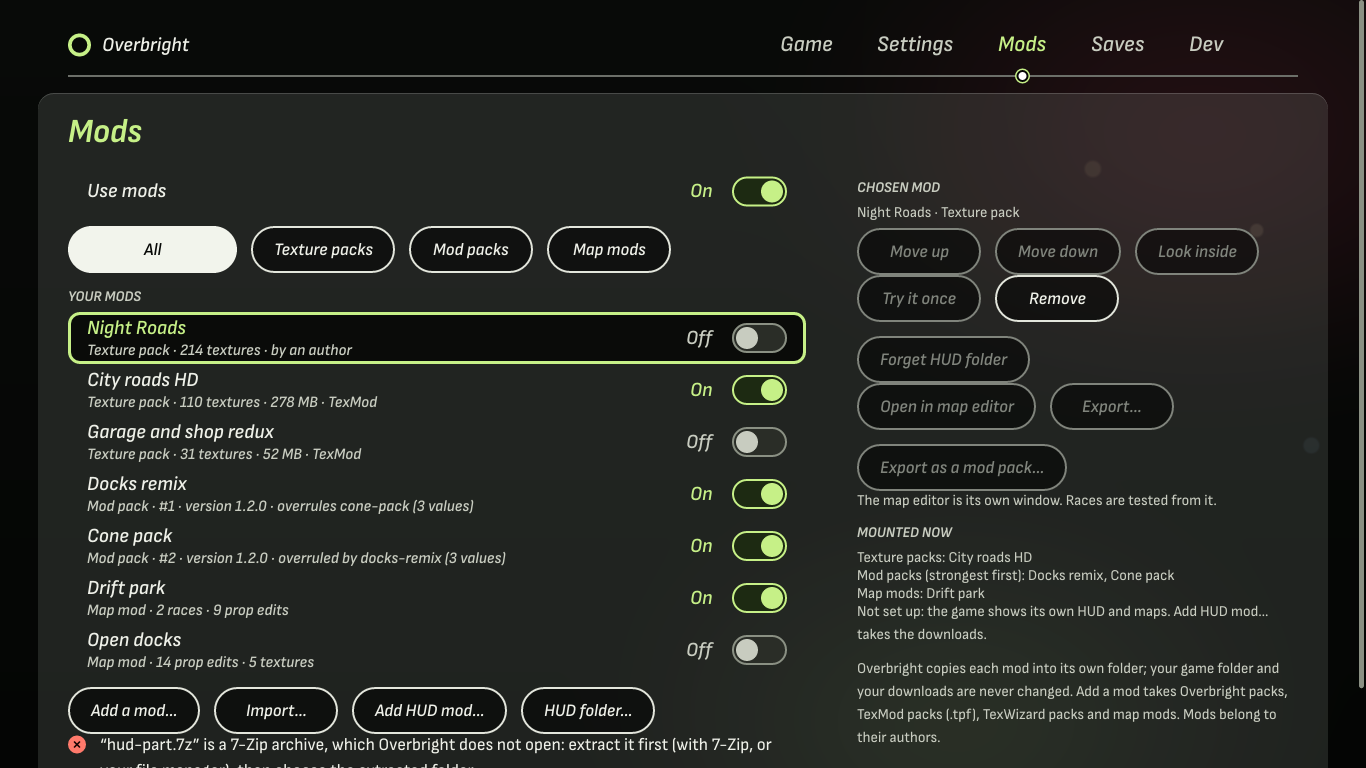 Overbright
Game Settings Mods Saves Dev
Mods
Use mods On
All Texture packs Mod packs Map mods
YOUR MODS
Night Roads Off
Texture pack · 214 textures · by an author
City roads HD On
Texture pack · 110 textures · 278 MB · TexMod
Garage and shop redux Off
Texture pack · 31 textures · 52 MB · TexMod
Docks remix On
Mod pack · #1 · version 1.2.0 · overrules cone-pack (3 values)
Cone pack On
Mod pack · #2 · version 1.2.0 · overruled by docks-remix (3 values)
Drift park On
Map mod · 2 races · 9 prop edits
Open docks Off
Map mod · 14 prop edits · 5 textures
Add a mod... Import... Add HUD mod... HUD folder...
“hud-part.7z” is a 7-Zip archive, which Overbright does not open: extract it first (with 7-Zip, or
your file manager), then choose the extracted folder.
CHOSEN MOD
Night Roads · Texture pack
Move up Move down Look inside
Try it once Remove
Forget HUD folder
Open in map editor Export...
Export as a mod pack...
The map editor is its own window. Races are tested from it.
MOUNTED NOW
Texture packs: City roads HD
Mod packs (strongest first): Docks remix, Cone pack
Map mods: Drift park
Not set up: the game shows its own HUD and maps. Add HUD mod...
takes the downloads.
Overbright copies each mod into its own folder; your game folder and
your downloads are never changed. Add a mod takes Overbright packs,
TexMod packs (.tpf), TexWizard packs and map mods. Mods belong to
their authors.